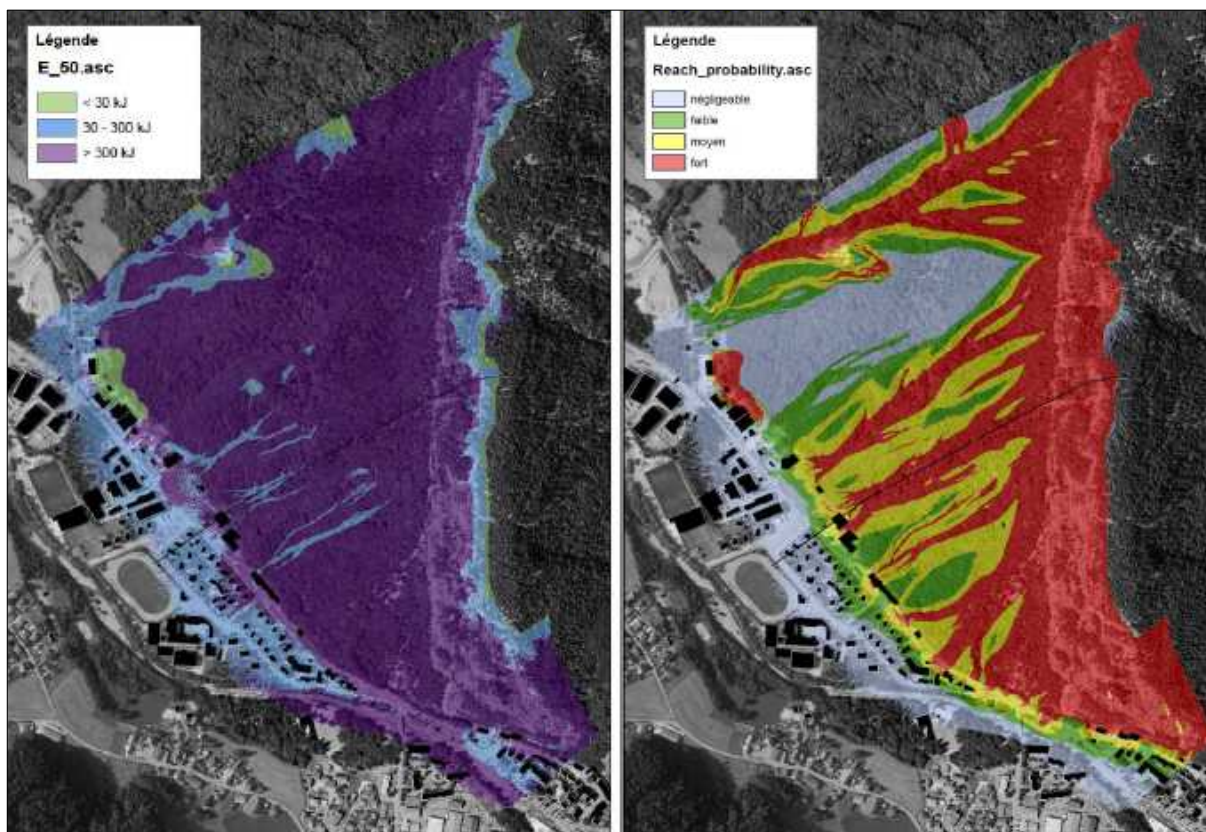 Légende
E_50.asc
< 30 kJ
30 - 300 kJ
> 300 kJ
Légende
Reach_probability.asc
négligeable
faible
moyen
fort